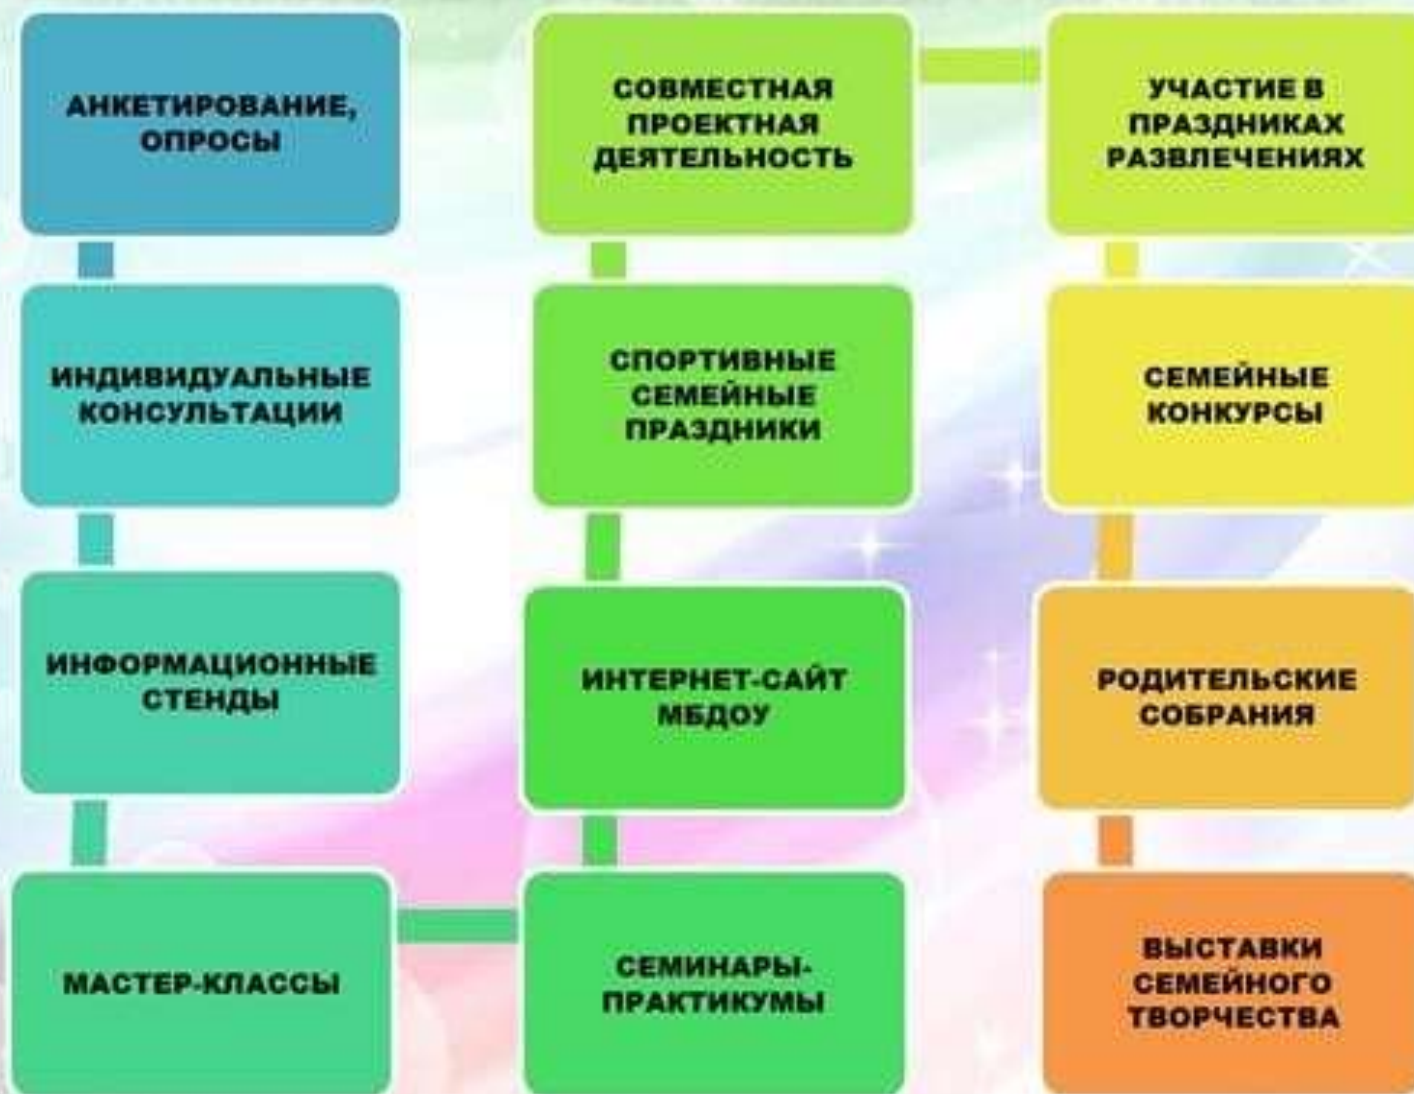 АНКЕТИРОВАНИЕ,
ОПРОСЫ
ИНДИВИДУАЛЬНЫЕ
КОНСУЛЬТАЦИИ
ИНФОРМАЦИОННЫЕ
СТЕНДЫ
МАСТЕР-КЛАССЫ
СЕМИНАРЫ-
ПРАКТИКУМЫ
ИНТЕРНЕТ-САЙТ
МБДОУ
СПОРТИВНЫЕ
СЕМЕЙНЫЕ
ПРАЗДНИКИ
СОВМЕСТНАЯ
ПРОЕКТНАЯ
ДЕЯТЕЛЬНОСТЬ
УЧАСТИЕ В
ПРАЗДНИКАХ
РАЗВЛЕЧЕНИЯХ
СЕМЕЙНЫЕ
КОНКУРСЫ
РОДИТЕЛЬСКИЕ
СОБРАНИЯ
ВЫСТАВКИ
СЕМЕЙНОГО
ТВОРЧЕСТВА